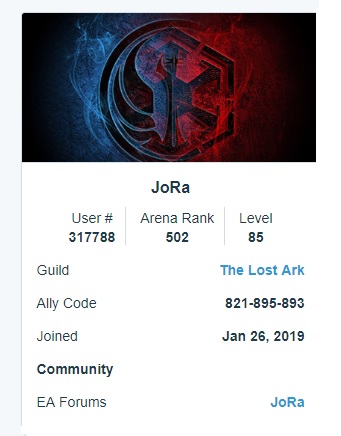 JoRa
User # Arena Rank Level
317788 502 85
Guild The Lost Ark
Ally Code 821-895-893
Joined Jan 26, 2019
Community
EA Forums JoRa